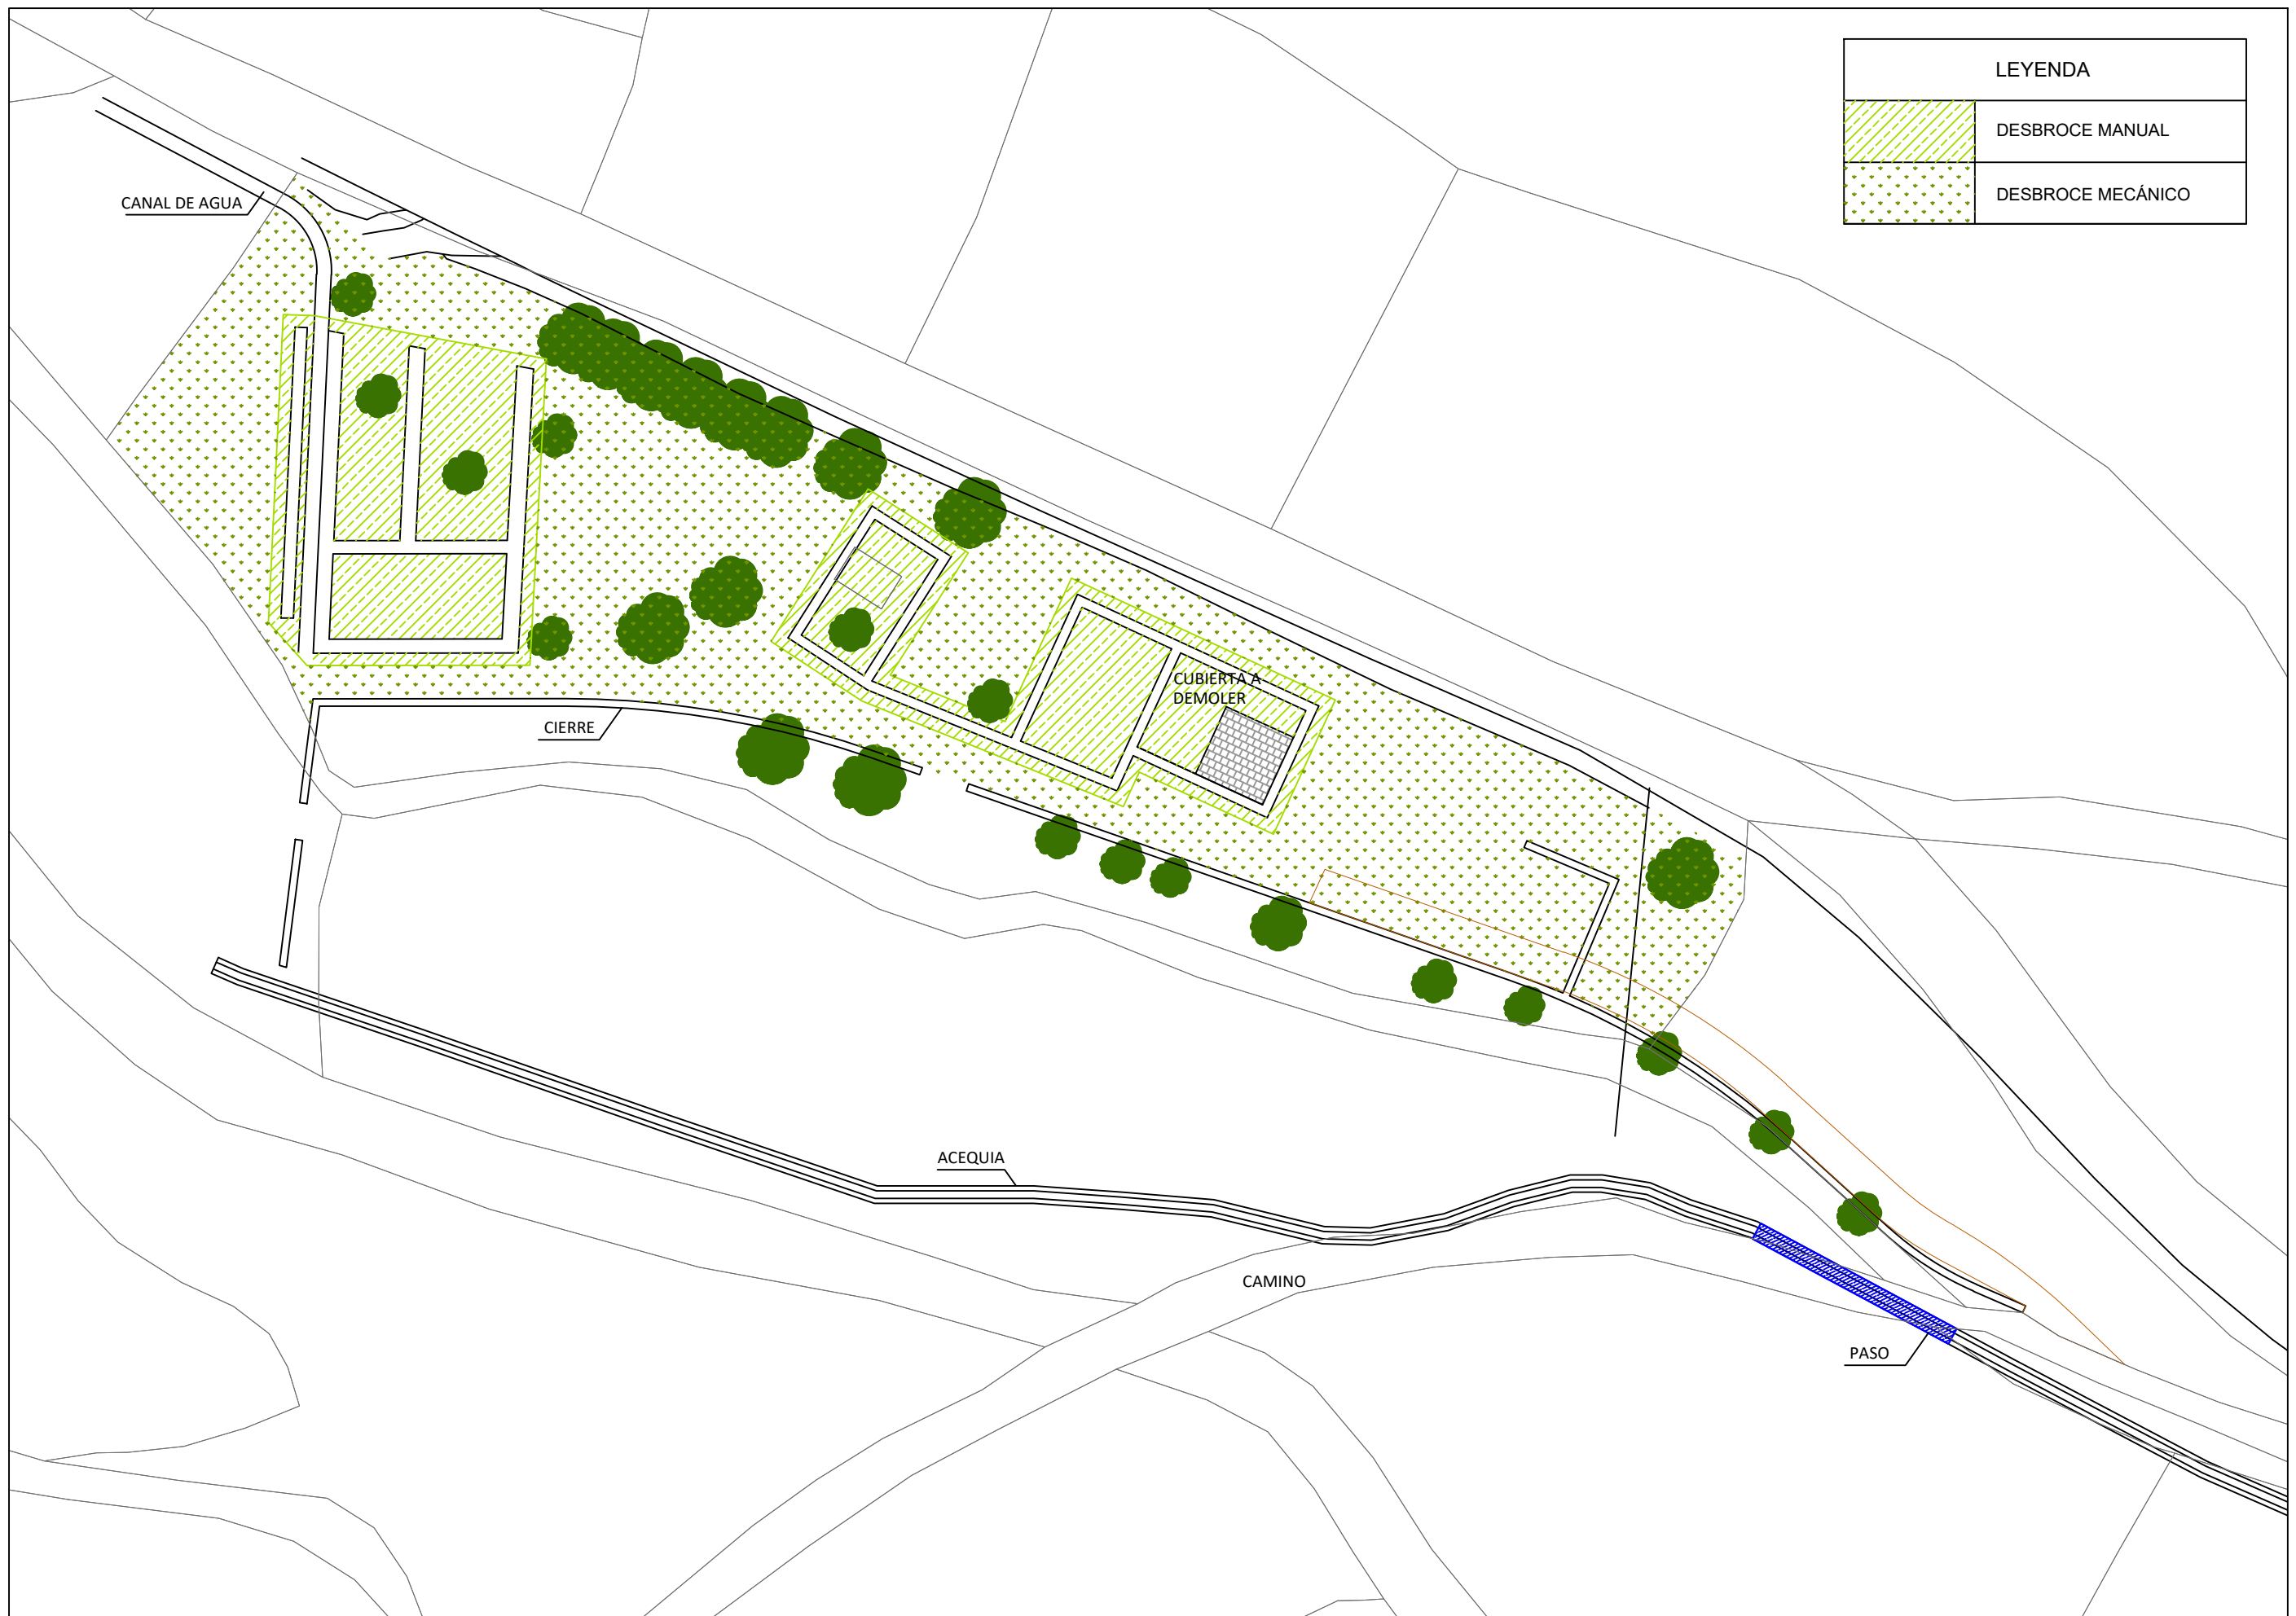 LEYENDA
DESBROCE MANUAL
DESBROCE MECÁNICO
CANAL DE AGUA
CUBIERTA A
DEMOLER
CIERRE
ACEQUIA
CAMINO
PASO